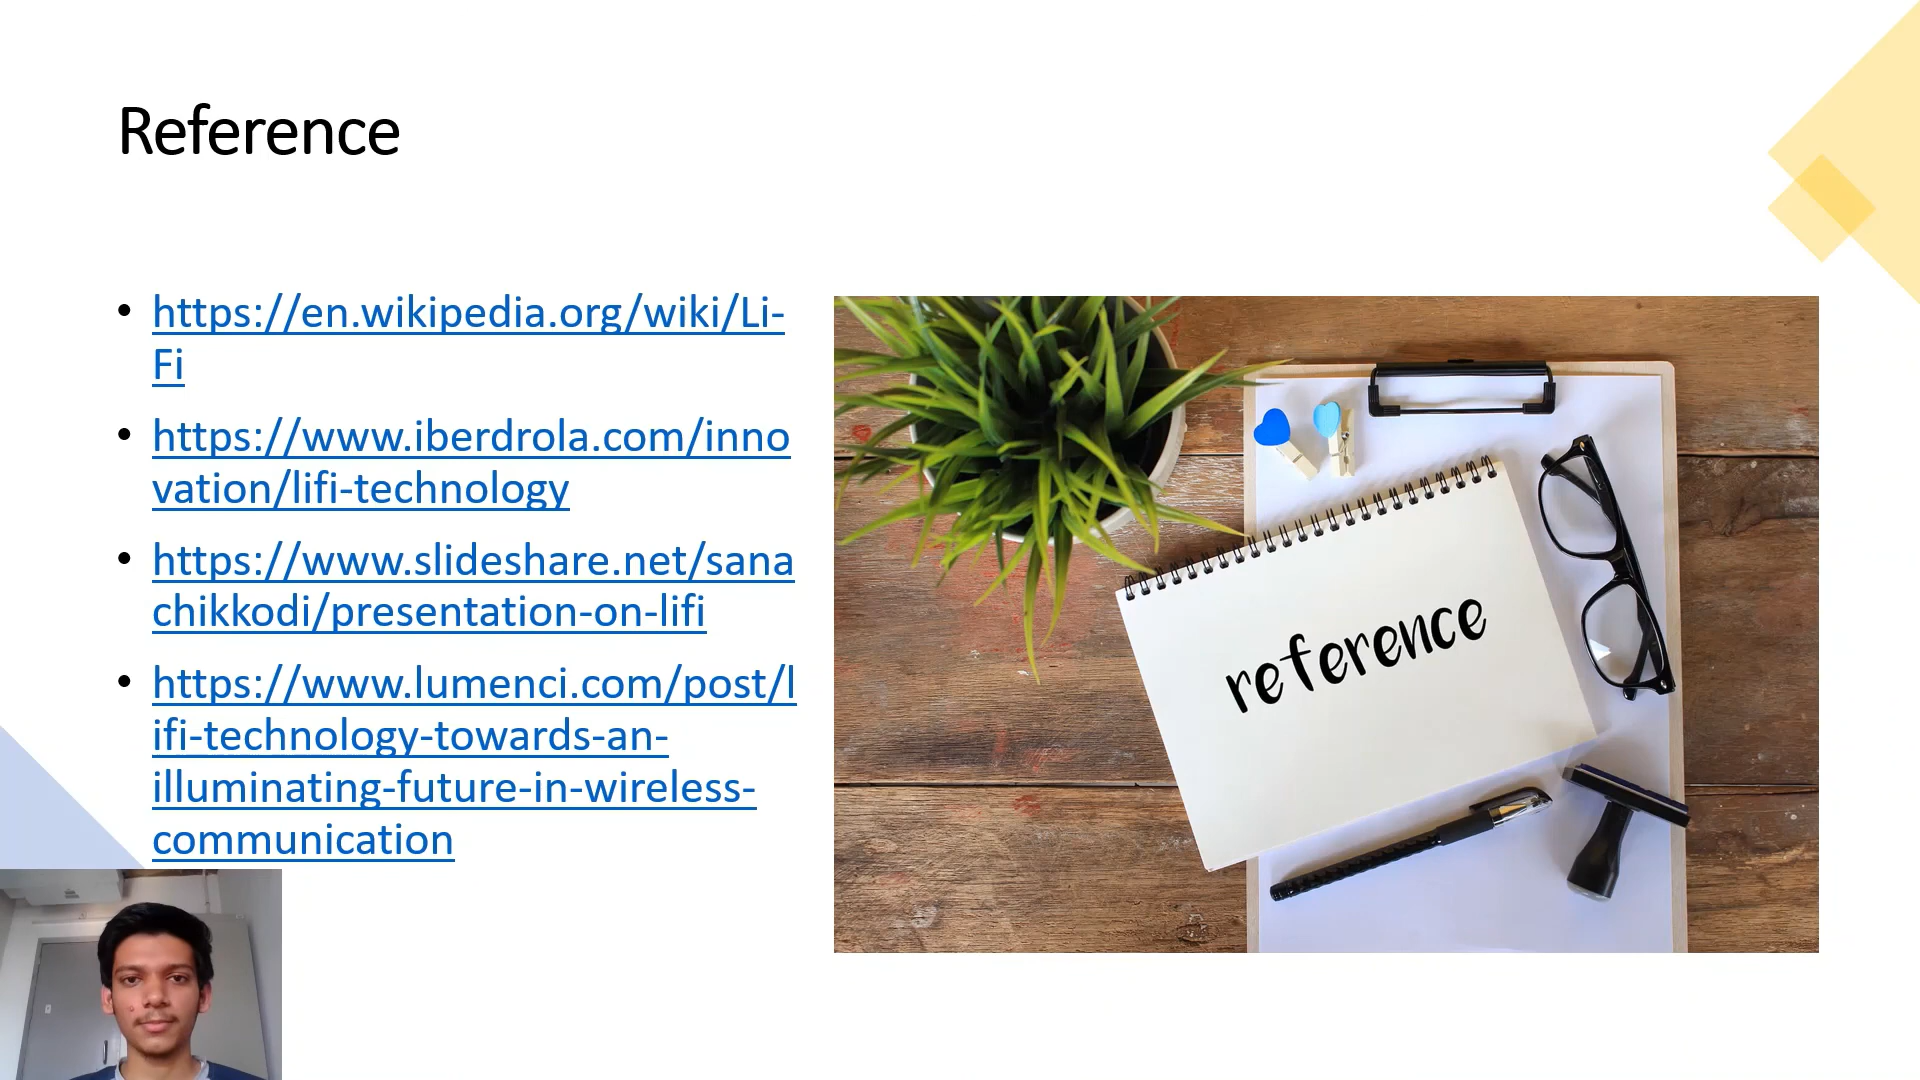 Reference
https://en.wikipedia.org/wiki/Li-
Fi
https://www.iberdrola.com/inno
vation/lifi-technology
https://www.slideshare.net/sana
chikkodi/presentation-on-lifi
https://www.lumenci.com/post/l
ifi-technology-towards-an-
illuminating-future-in-wireless-
communication
reference